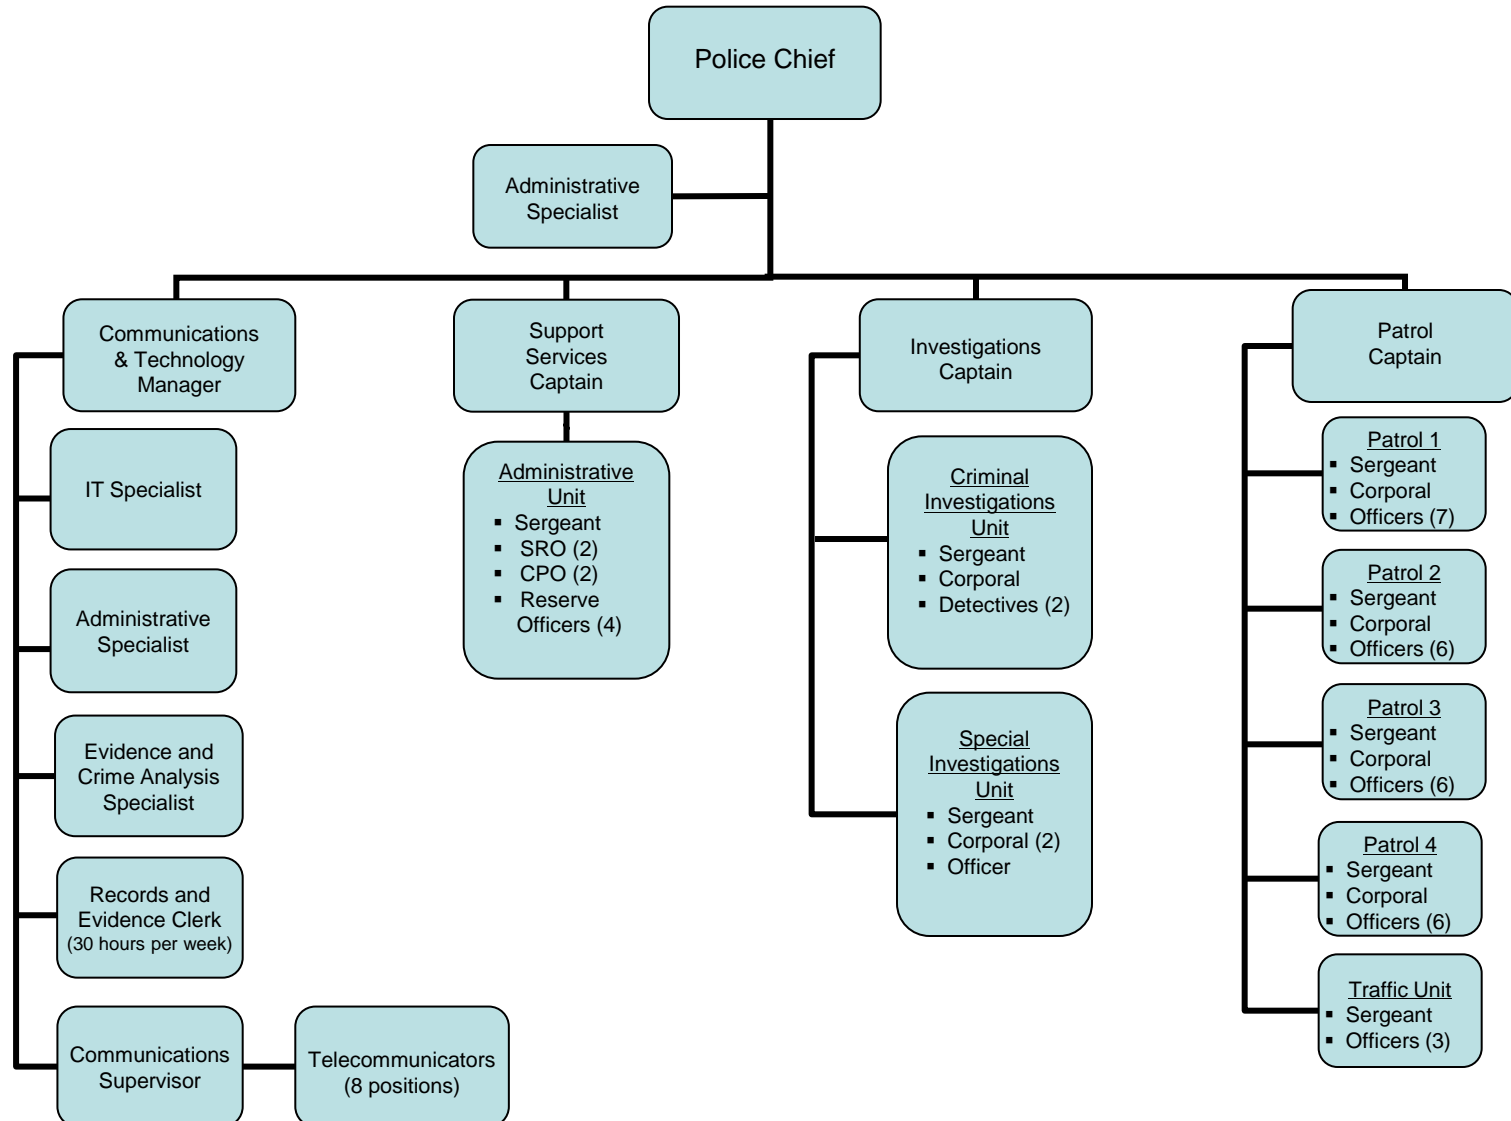 Police Chief
Administrative
Specialist
Communications
& Technology
Manager
IT Specialist
Administrative
Specialist
Evidence and
Crime Analysis
Specialist
Records and
Evidence Clerk
(30 hours per week)
Communications
Supervisor
Telecommunicators
(8 positions)
Support
Services
Captain
Administrative
Unit
▪ Sergeant
▪ SRO (2)
▪ CPO (2)
▪ Reserve
Officers (4)
Investigations
Captain
Criminal
Investigations
Unit
▪ Sergeant
▪ Corporal
▪ Detectives (2)
Special
Investigations
Unit
▪ Sergeant
▪ Corporal (2)
▪ Officer
Patrol
Captain
Patrol 1
▪ Sergeant
▪ Corporal
▪ Officers (7)
Patrol 2
▪ Sergeant
▪ Corporal
▪ Officers (6)
Patrol 3
▪ Sergeant
▪ Corporal
▪ Officers (6)
Patrol 4
▪ Sergeant
▪ Corporal
▪ Officers (6)
Traffic Unit
▪ Sergeant
▪ Officers (3)